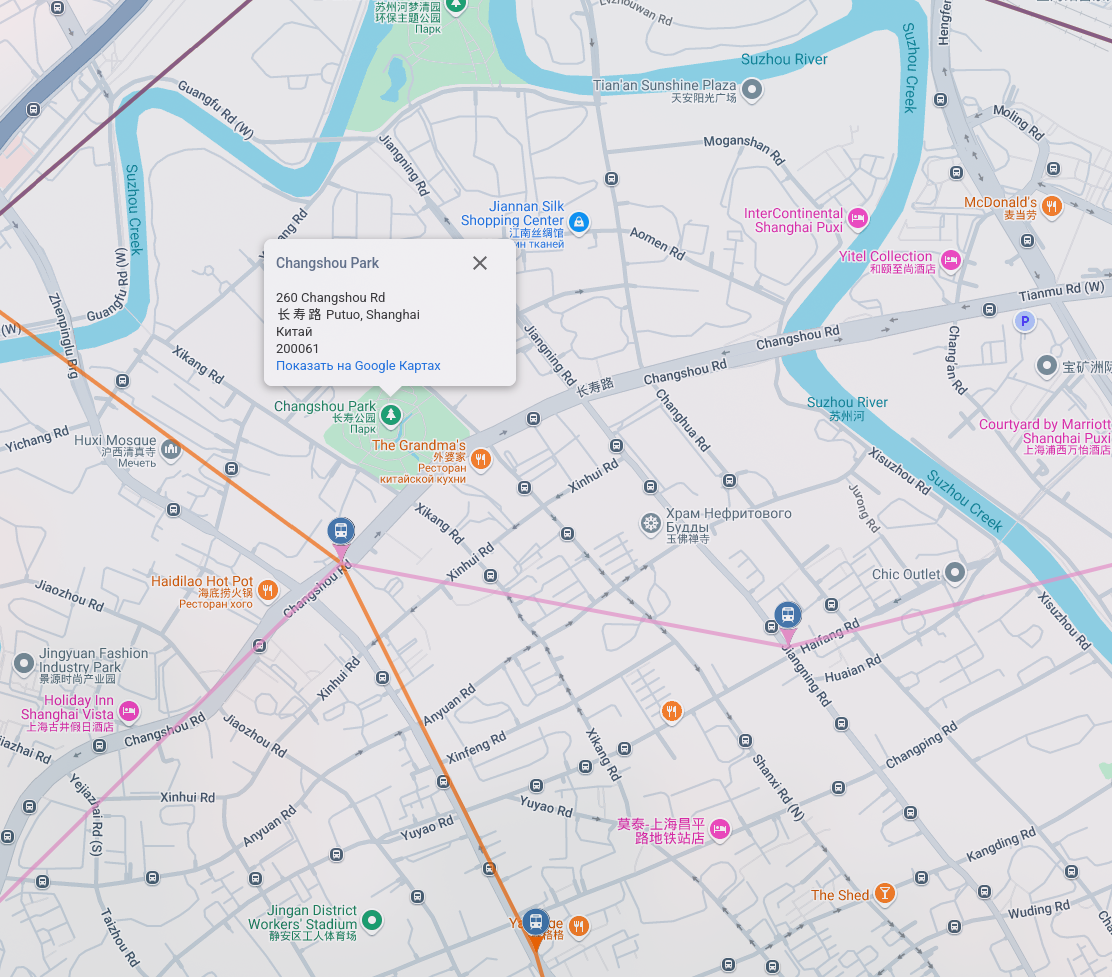 苏州河梦清园
环保主题公园
Парк
Suzhou River
Tian'an Sunshine Plaza
天安阳光广场
Suzhou Creek
Guangfu Rd (W)
Moling Rd
Moganshan Rd
Jiangning Rd
Suzhou Creek
McDonald's
麦当劳
Jiannan Silk
Shopping Center
江南丝绸馆
InterContinental
Shanghai Puxi
Aomen Rd
Yitel Collection
和颐至尚酒店
Changshou Park
260 Changshou Rd
长 寿 路 Putuo, Shanghai
Китай
200061
Показать на Google Картах
Guangfu Rd (W)
Tianmu Rd (W)
(W)
Zhenpinglu Brg
Jiangning Rd
Changshou Rd
Chang'an Rd
P
宝矿洲际
Xikang Rd
长寿路
Changshou Rd
Changshou Park
长寿公园
Парк
Suzhou River
苏州河
Changhua Rd
Courtyard by Marriott
Shanghai Puxi
上海浦西万怡酒店
Yichang Rd
Huxi Mosque
沪西清真寺
Мечеть
The Grandma's
外婆家
Ресторан
китайской кухни
Xinhui Rd
Xisuzhou Rd
Suzhou Creek
Jurong Rd
Xikang Rd
Храм Нефритового
Будды
玉佛禅寺
Xinhui Rd
Chic Outlet
Haidilao Hot Pot
海底捞火锅
Ресторан хого
Changshou Rd
Jiaozhou Rd
Xisuzhou Rd
Haifang Rd
Jingyuan Fashion
Industry Park
景源时尚产业园
Xinhui Rd
Jiangning Rd
Huaian Rd
Holiday Inn
Shanghai Vista
上海古井假日酒店
Anyuan Rd
Changshou Rd
Jiaozhou Rd
Xinfeng Rd
Xikang Rd
Changping Rd
Yejiazhai Rd (S)
Shanxi Rd (N)
Xinhui Rd
Yuyao Rd
Anyuan Rd
Yuyao Rd
莫泰-上海昌平
路地铁站店
Kangding Rd
The Shed
Jingan District
Workers' Stadium
静安区工人体育场
Taizhou Rd
Wuding Rd